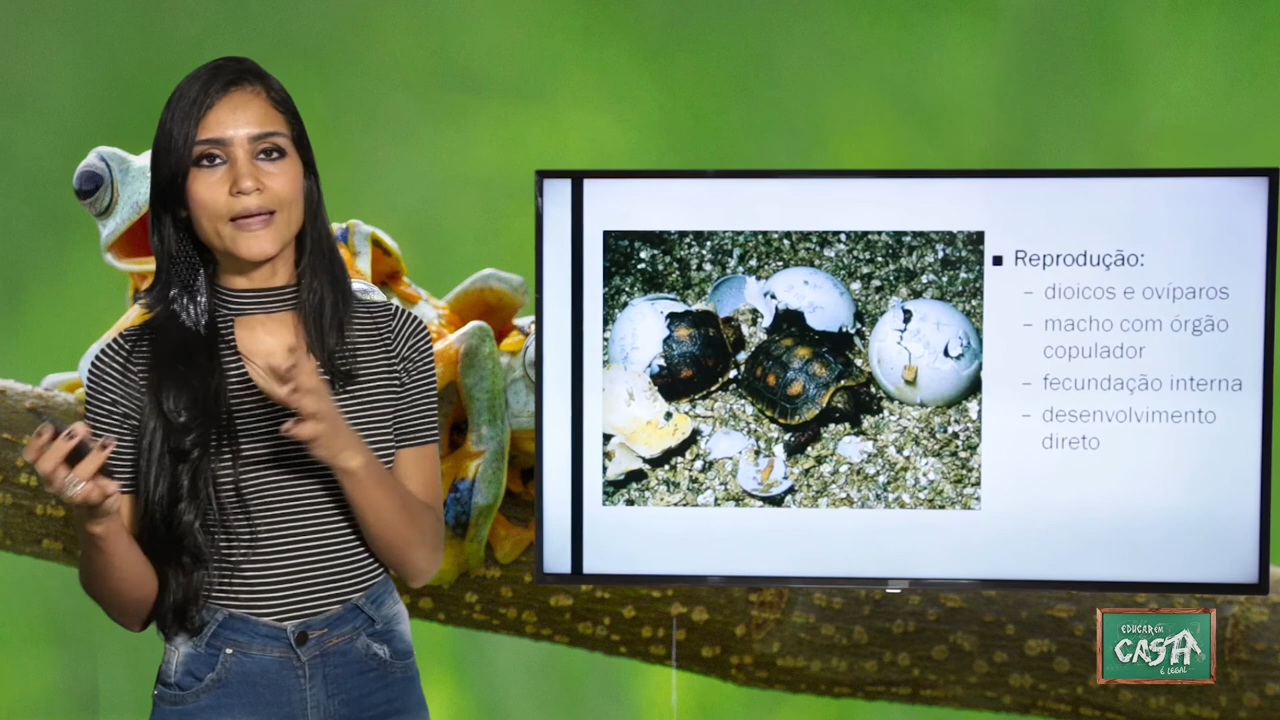 ■ Reprodução:
– dioicos e ovíparos
– macho com órgão
copulador
– fecundação interna
– desenvolvimento
direto
EDUCAR EM
CASA
É LEGAL